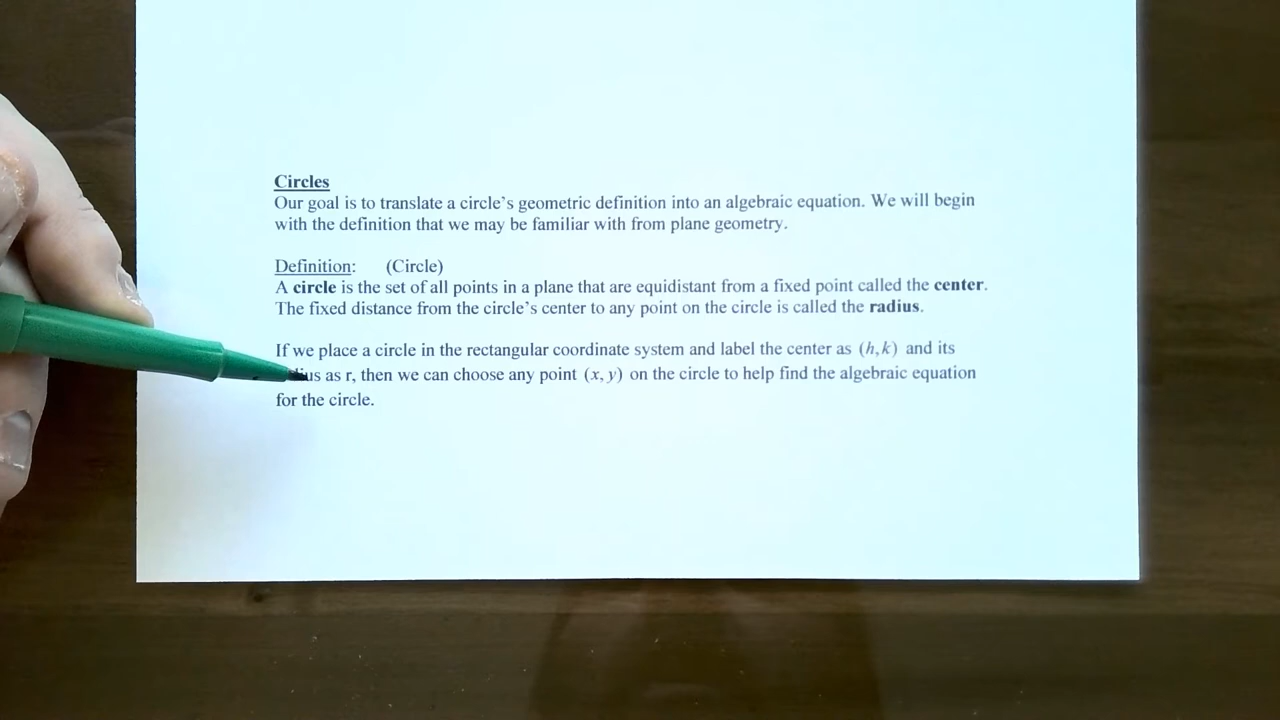 Circles
Our goal is to translate a circle's geometric definition into an algebraic equation. We will begin
with the definition that we may be familiar with from plane geometry.
Definition: (Circle)
A circle is the set of all points in a plane that are equidistant from a fixed point called the center.
The fixed distance from the circle's center to any point on the circle is called the radius.
If we place a circle in the rectangular coordinate system and label the center as (h,k) and its
as r, then we can choose any point (x, y) on the circle to help find the algebraic equation
for the circle.